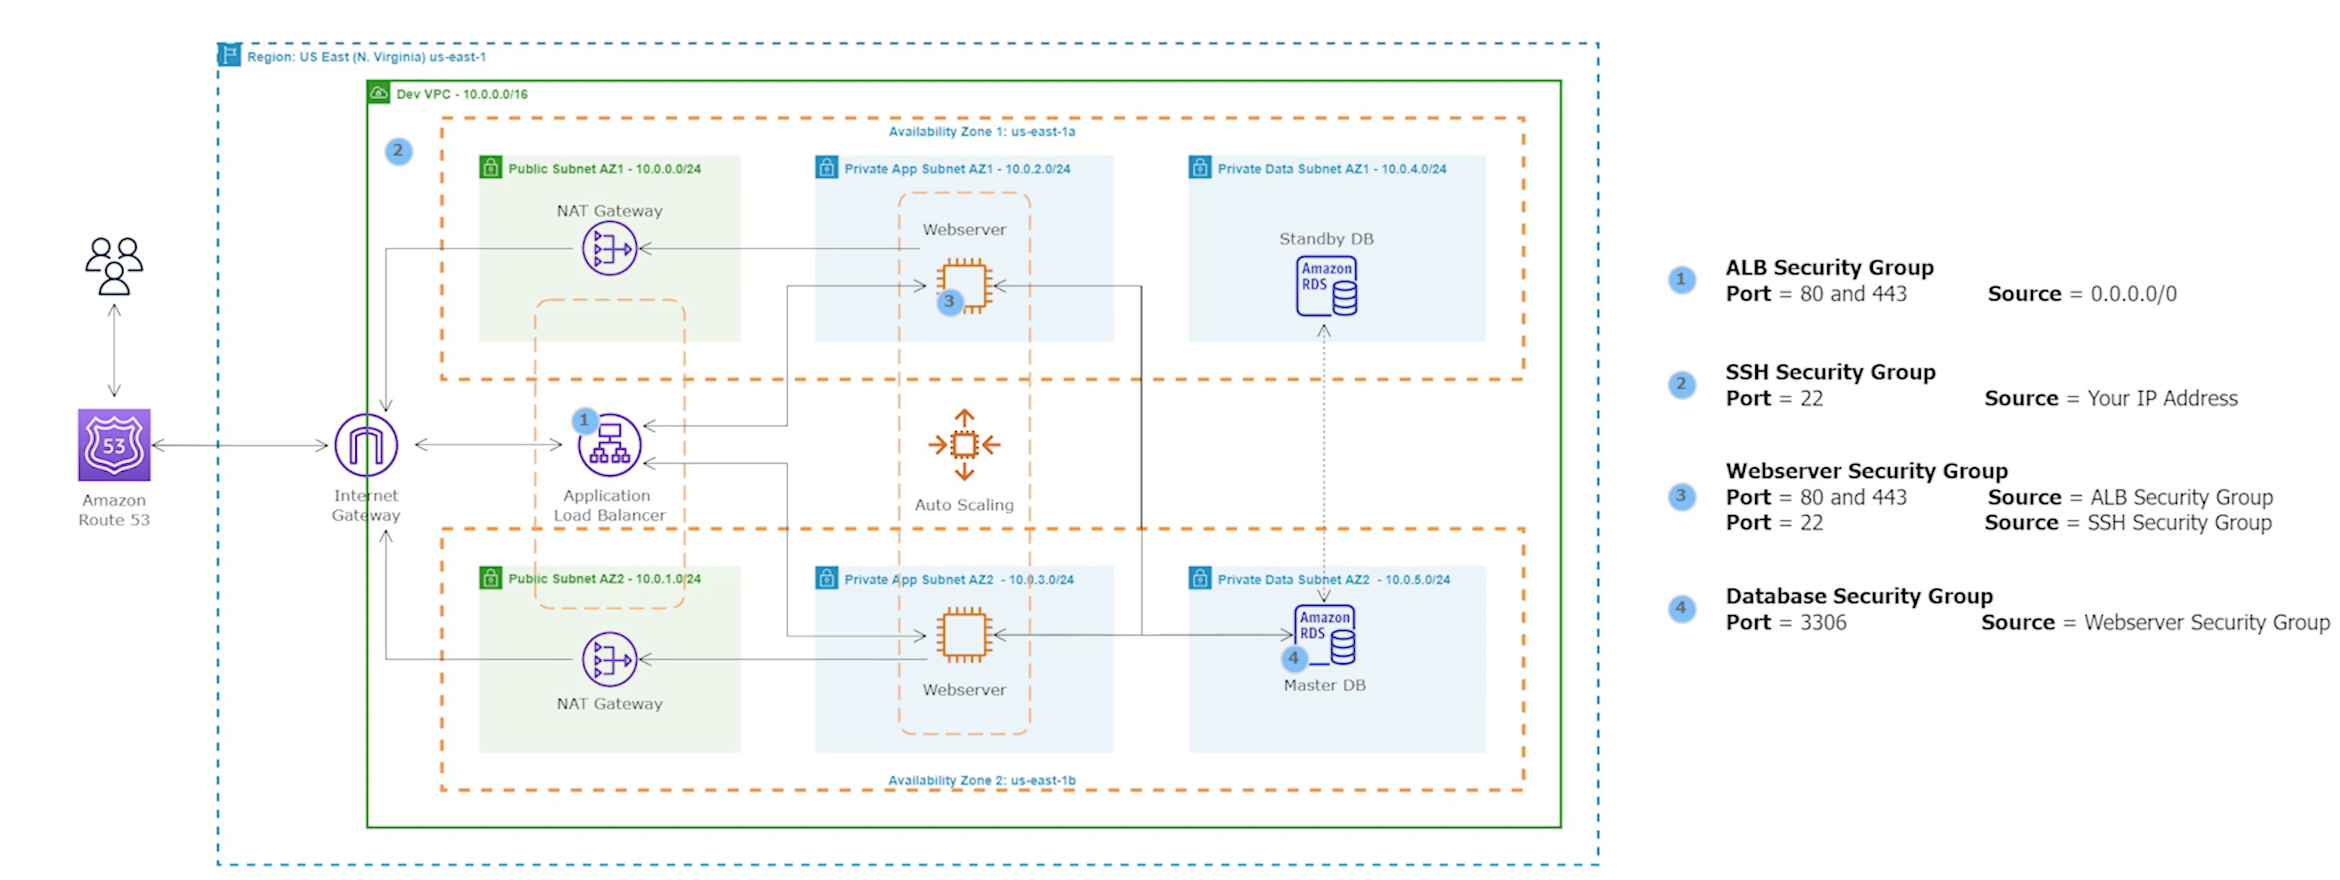 Region: US East (N. Virginia) us-east-1
Dev VPC - 10.0.0.0/16
Availability Zone 1: us-east-1a
2
Public Subnet AZ1 - 10.0.0.0/24
Private App Subnet AZ1 - 10.0.2.0/24
Private Data Subnet AZ1 - 10.0.4.0/24
NAT Gateway
Webserver
3
Standby DB
Amazon
RDS
53
Amazon
Route 53
Internet
Gateway
1
Application
Load Balancer
Auto Scaling
Public Subnet AZ2 - 10.0.1.0/24
Private App Subnet AZ2 - 10.0.3.0/24
Private Data Subnet AZ2 - 10.0.5.0/24
NAT Gateway
Webserver
Amazon
RDS
4
Master DB
Availability Zone 2: us-east-1b
1
ALB Security Group
Port = 80 and 443 Source = 0.0.0.0/0
2
SSH Security Group
Port = 22 Source = Your IP Address
3
Webserver Security Group
Port = 80 and 443 Source = ALB Security Group
Port = 22 Source = SSH Security Group
4
Database Security Group
Port = 3306 Source = Webserver Security Group